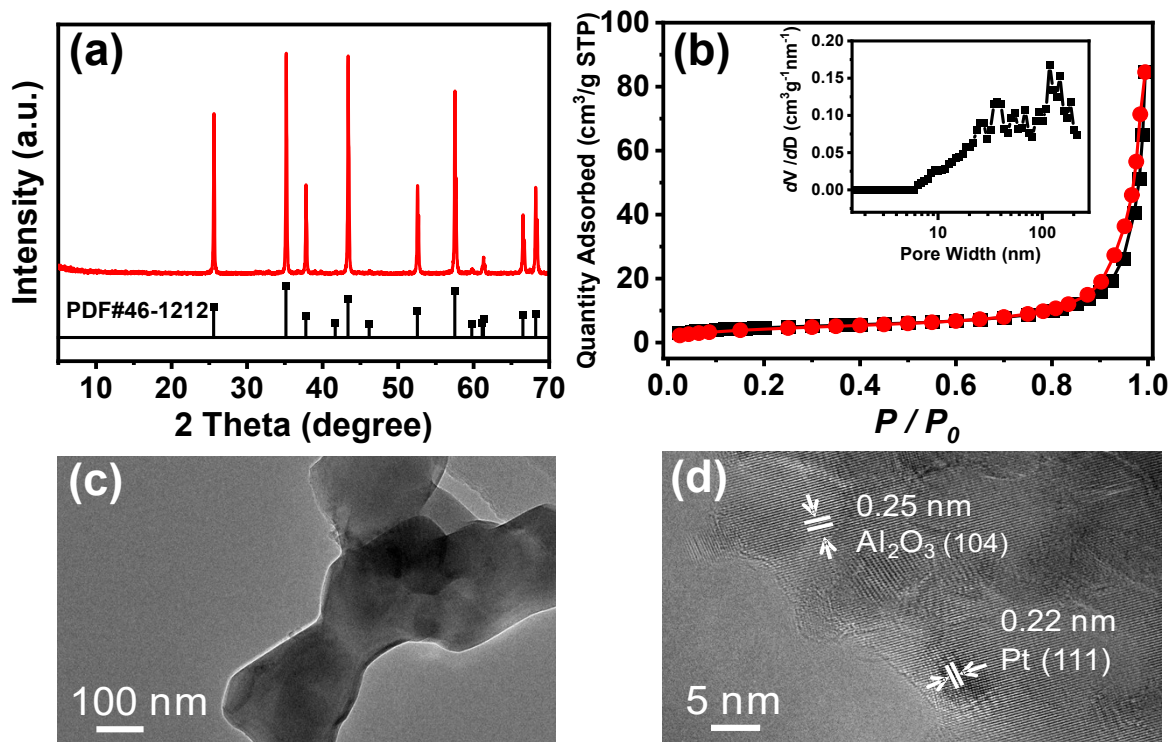 (a)
Intensity (a.u.)
PDF#46-1212
10 20 30 40 50 60 70
2 Theta (degree)
(b)
Quantity Adsorbed (cm³/g STP)
100
80
60
40
20
0
0.0 0.2 0.4 0.6 0.8 1.0
P / P₀
dV/dD (cm³g⁻¹nm⁻¹)
0.20
0.15
0.10
0.05
0.00
10 100
Pore Width (nm)
(c)
100 nm
(d)
0.25 nm
Al₂O₃ (104)
0.22 nm
Pt (111)
5 nm